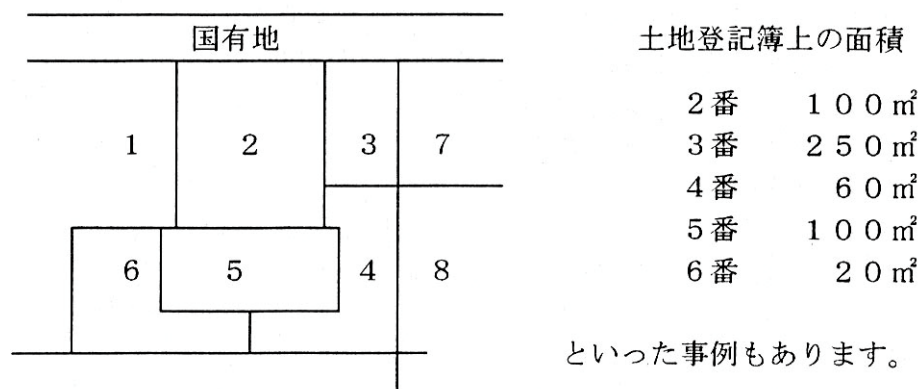 国有地
1
2
3
7
6
5
4
8
土地登記簿上の面積
2番 100㎡
3番 250㎡
4番 60㎡
5番 100㎡
6番 20㎡
といった事例もあります。